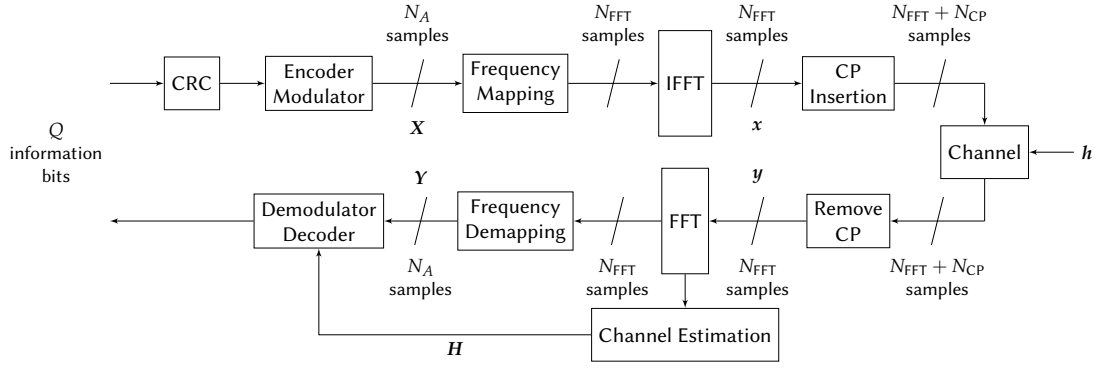 N_A
samples
N_FFT
samples
N_FFT
samples
N_FFT + N_CP
samples
CRC
Encoder
Modulator
Frequency
Mapping
IFFT
CP
Insertion
X
x
Q
information
bits
Channel
h
Y
y
Demodulator
Decoder
Frequency
Demapping
FFT
Remove
CP
N_A
samples
N_FFT
samples
N_FFT
samples
N_FFT + N_CP
samples
Channel Estimation
H